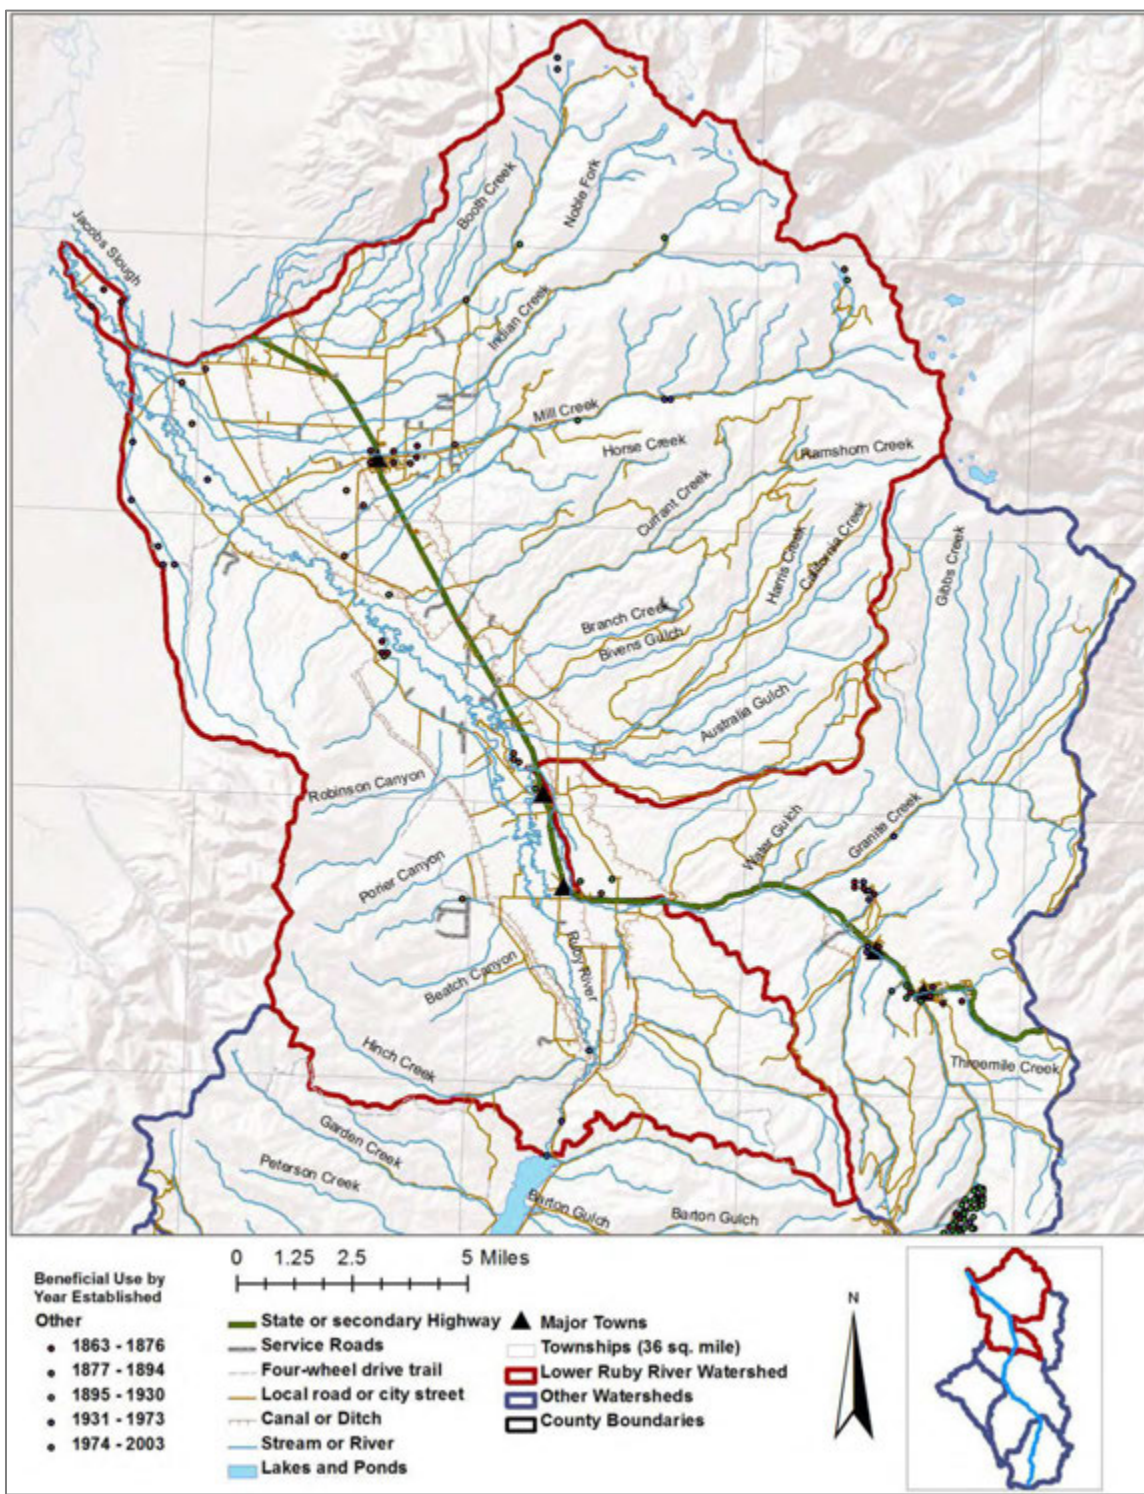 Jacobs Slough
Booth Creek
Noble Fork
Indian Creek
Mill Creek
Horse Creek
Ramshorn Creek
Currant Creek
Harris Creek
California Creek
Gibbs Creek
Branch Creek
Bivens Gulch
Australia Gulch
Robinson Canyon
Water Gulch
Granite Creek
Porier Canyon
Ruby River
Beatch Canyon
Hinch Creek
Threemile Creek
Garden Creek
Peterson Creek
Barton Gulch
Barton Gulch
0 1.25 2.5 5 Miles
Beneficial Use by
Year Established
Other
1863 - 1876
1877 - 1894
1895 - 1930
1931 - 1973
1974 - 2003
State or secondary Highway
Service Roads
Four-wheel drive trail
Local road or city street
Canal or Ditch
Stream or River
Lakes and Ponds
Major Towns
Townships (36 sq. mile)
Lower Ruby River Watershed
Other Watersheds
County Boundaries
N